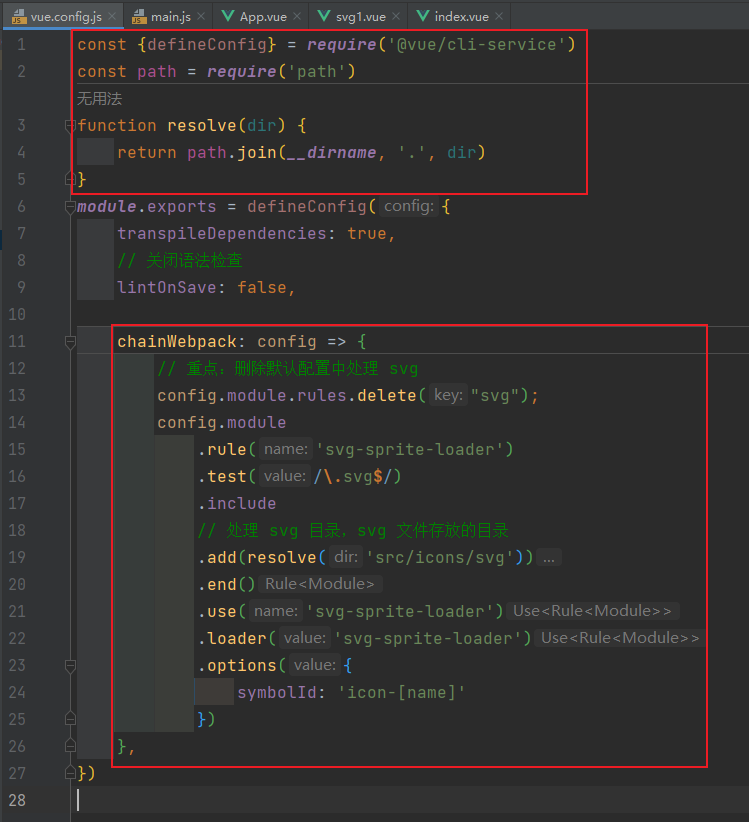 vue.config.js main.js App.vue svg1.vue index.vue
1 const {defineConfig} = require('@vue/cli-service')
2 const path = require('path')
无用法
3 function resolve(dir) {
4 return path.join(__dirname, '.', dir)
5 }
6 module.exports = defineConfig( config: {
7 transpileDependencies: true,
8 // 关闭语法检查
9 lintOnSave: false,
10
11 chainWebpack: config => {
12 // 重点：删除默认配置中处理 svg
13 config.module.rules.delete( key: "svg");
14 config.module
15 .rule( name: 'svg-sprite-loader')
16 .test( value: /\.svg$/)
17 .include
18 // 处理 svg 目录，svg 文件存放的目录
19 .add(resolve( dir: 'src/icons/svg')) ...
20 .end() Rule<Module>
21 .use( name: 'svg-sprite-loader') Use<Rule<Module>>
22 .loader( value: 'svg-sprite-loader') Use<Rule<Module>>
23 .options( value: {
24 symbolId: 'icon-[name]'
25 })
26 },
27 })
28